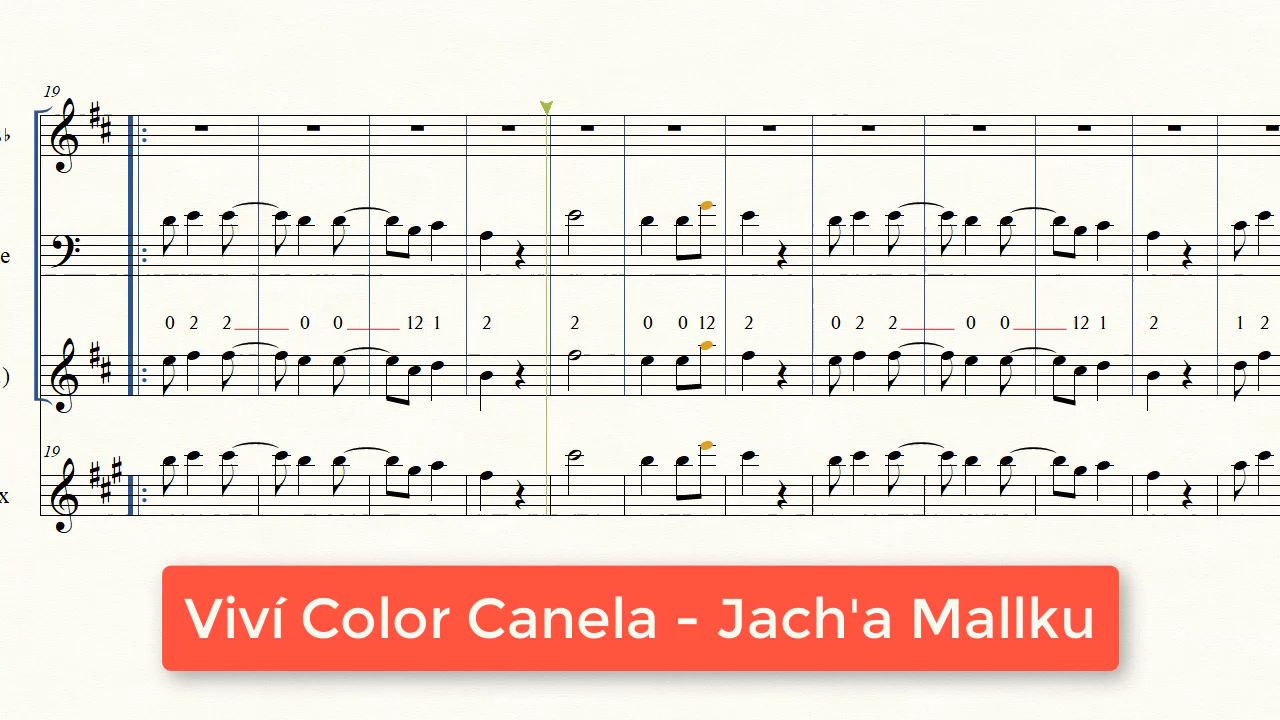 19
♭
e
0 2 2 0 0 12 1 2 2 0 0 12 2 0 2 2 0 0 12 1 2 1 2
)
19
x
Viví Color Canela - Jach'a Mallku